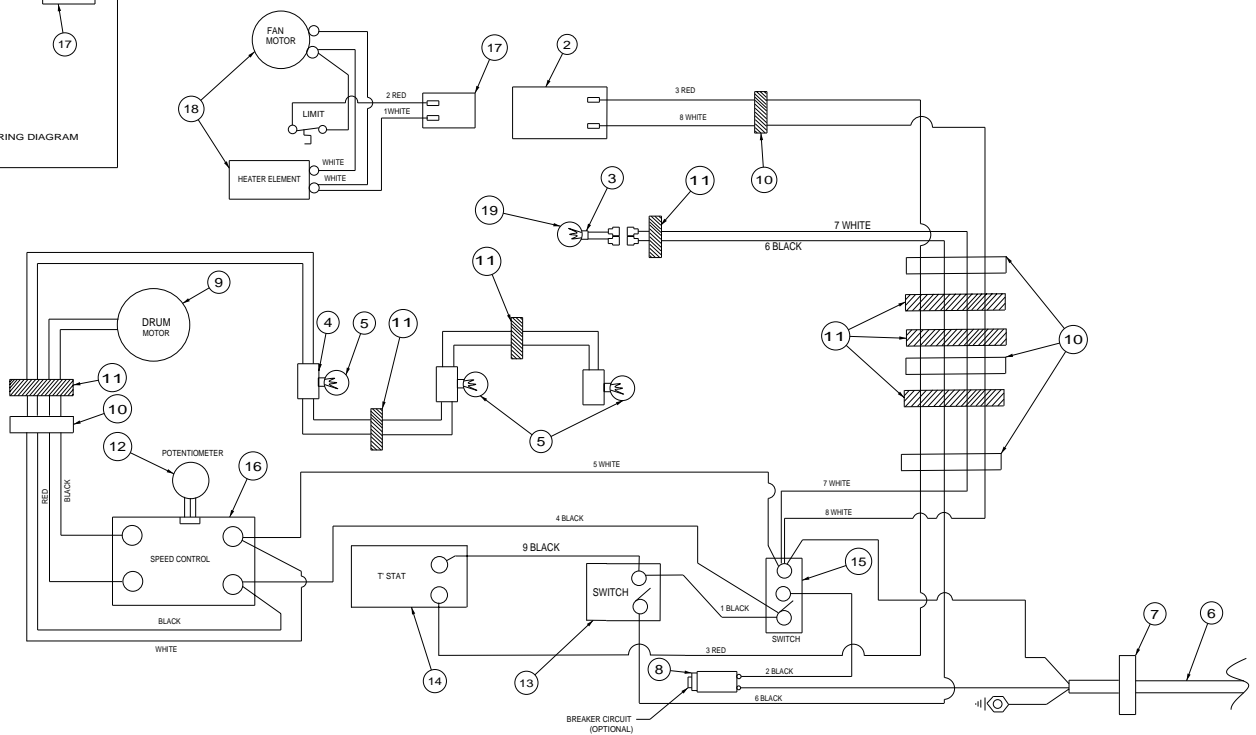 17
RING DIAGRAM
FAN
MOTOR
18
LIMIT
2 RED
1WHITE
17
HEATER ELEMENT
WHITE
WHITE
2
3 RED
8 WHITE
10
19
3
11
7 WHITE
6 BLACK
11
10
9
DRUM
MOTOR
4
5
11
11
5
11
10
12
POTENTIOMETER
16
RED
BLACK
SPEED CONTROL
BLACK
WHITE
5 WHITE
4 BLACK
7 WHITE
8 WHITE
T' STAT
14
9 BLACK
SWITCH
13
1 BLACK
15
SWITCH
3 RED
8
2 BLACK
6 BLACK
BREAKER CIRCUIT
(OPTIONAL)
7
6